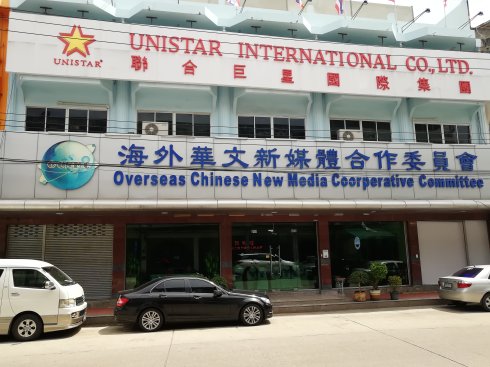 UNISTAR INTERNATIONAL CO.,LTD.
UNISTAR
聯合巨星國際集團
海外華文新媒體合作委員會
Overseas Chinese New Media Coorperative Committee